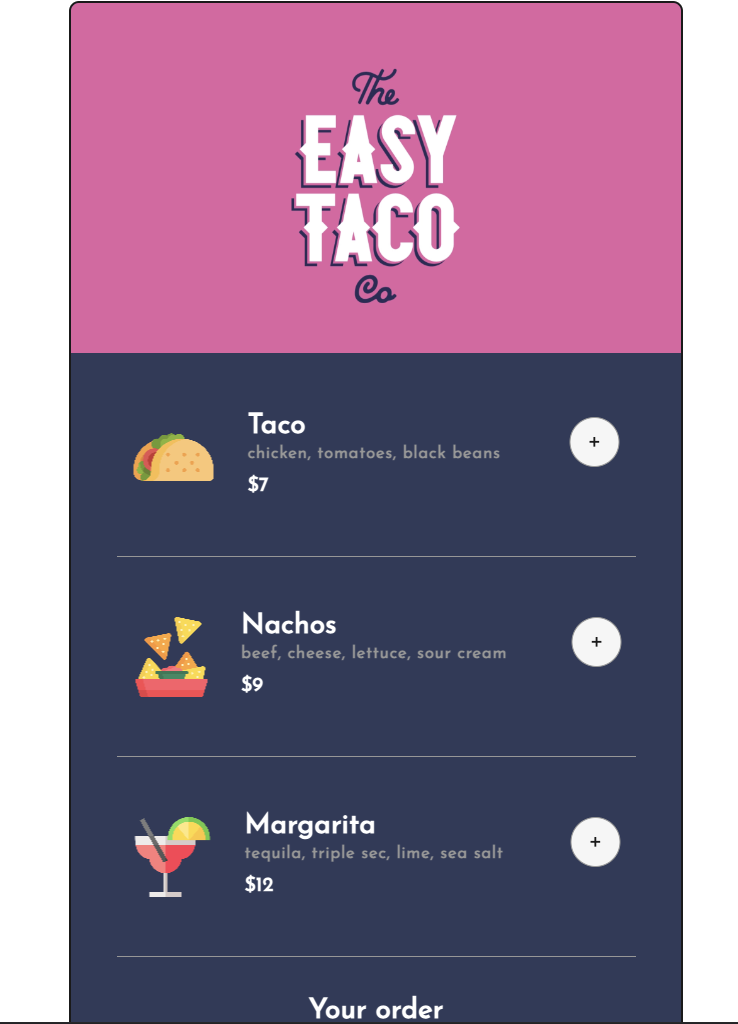 The
EASY
TACO
Co
Taco
chicken, tomatoes, black beans
$7
+
Nachos
beef, cheese, lettuce, sour cream
$9
+
Margarita
tequila, triple sec, lime, sea salt
$12
+
Your order